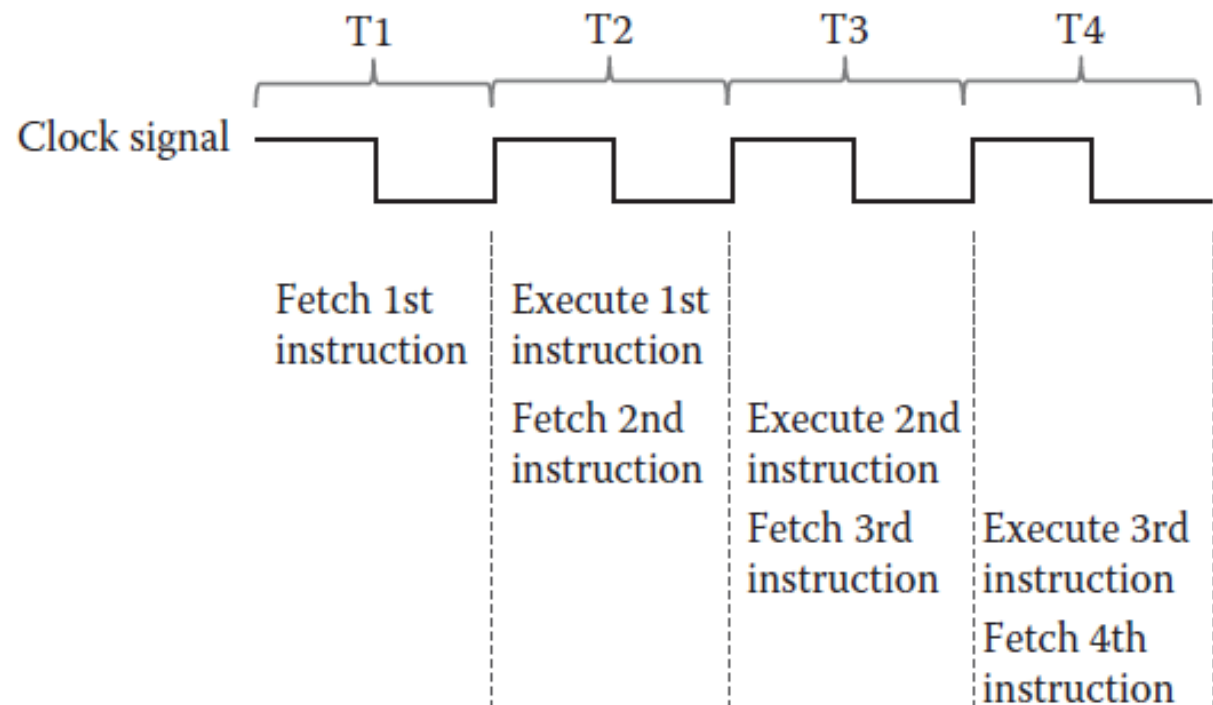 T1 T2 T3 T4
Clock signal
Fetch 1st
instruction
Execute 1st
instruction
Fetch 2nd
instruction
Execute 2nd
instruction
Fetch 3rd
instruction
Execute 3rd
instruction
Fetch 4th
instruction